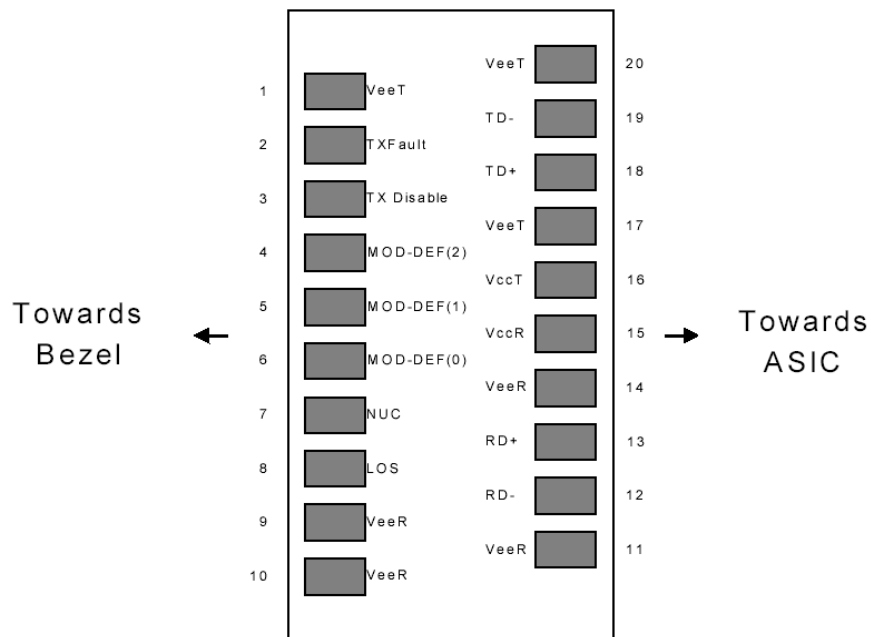 VeeT 20
1 VeeT
TD- 19
2 TXFault
TD+ 18
3 TX Disable
VeeT 17
4 MOD-DEF(2)
VccT 16
5 MOD-DEF(1)
Towards
Bezel
VccR 15
Towards
ASIC
6 MOD-DEF(0)
VeeR 14
7 NUC
RD+ 13
8 LOS
RD- 12
9 VeeR
VeeR 11
10 VeeR